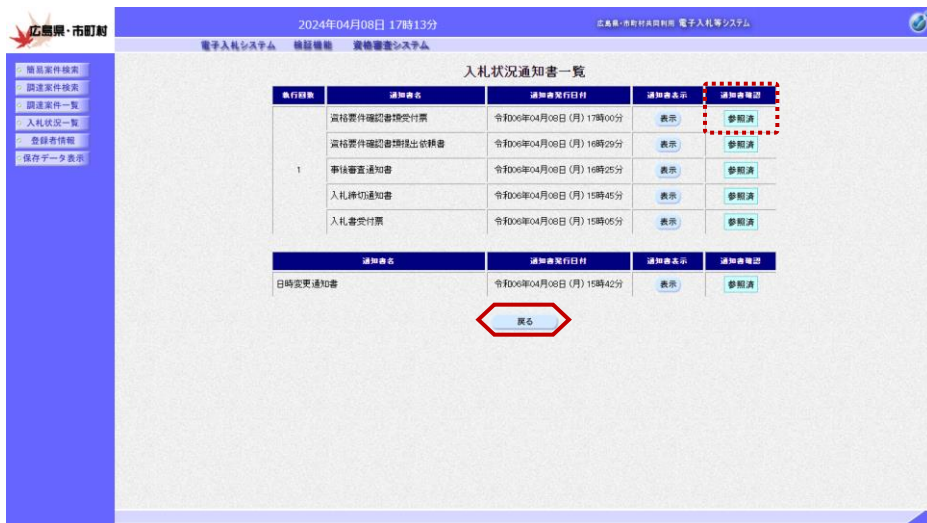 広島県・市町村
2024年04月08日 17時13分
広島県・市町村共同利用 電子入札等システム
電子入札システム 検証機能 資格審査システム
簡易案件検索
調達案件検索
調達案件一覧
入札状況一覧
登録者情報
保存データ表示
入札状況通知書一覧
執行回数 通知書名 通知書発行日付 通知書表示 通知書確認
資格要件確認書類受付票 令和06年04月08日 (月) 17時00分 表示 参照済
資格要件確認書類提出依頼書 令和06年04月08日 (月) 16時29分 表示 参照済
1 事後審査通知書 令和06年04月08日 (月) 16時25分 表示 参照済
入札締切通知書 令和06年04月08日 (月) 15時45分 表示 参照済
入札書受付票 令和06年04月08日 (月) 15時05分 表示 参照済
通知書名 通知書発行日付 通知書表示 通知書確認
日時変更通知書 令和06年04月08日 (月) 15時42分 表示 参照済
戻る